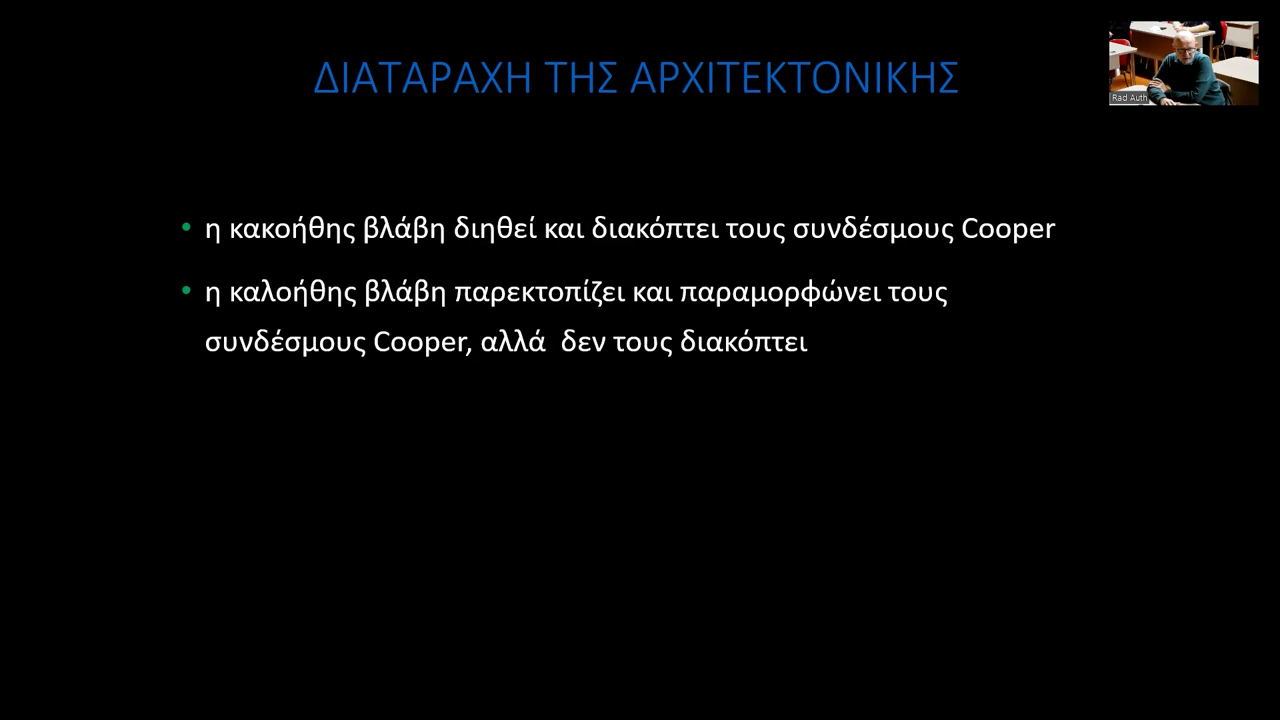 ΔΙΑΤΑΡΑΧΗ ΤΗΣ ΑΡΧΙΤΕΚΤΟΝΙΚΗΣ
Rad Auth
• η κακοήθης βλάβη διηθεί και διακόπτει τους συνδέσμους Cooper
• η καλοήθης βλάβη παρεκτοπίζει και παραμορφώνει τους
συνδέσμους Cooper, αλλά δεν τους διακόπτει